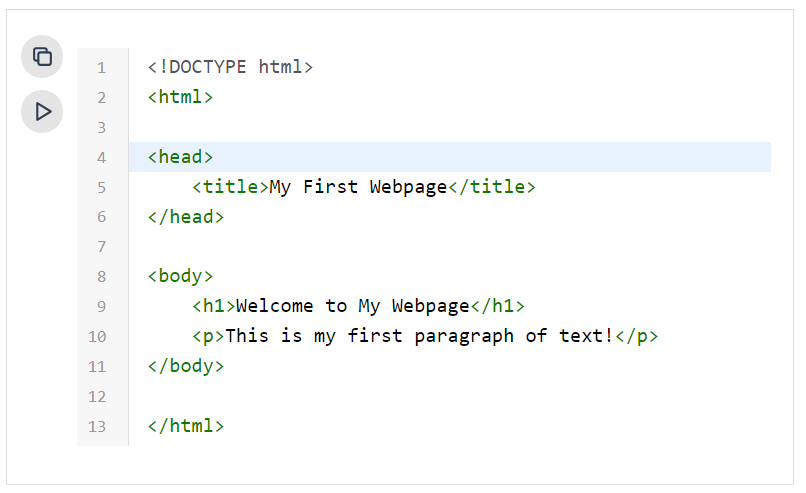 1 <!DOCTYPE html>
2 <html>
3
4 <head>
5     <title>My First Webpage</title>
6 </head>
7
8 <body>
9     <h1>Welcome to My Webpage</h1>
10     <p>This is my first paragraph of text!</p>
11 </body>
12
13 </html>